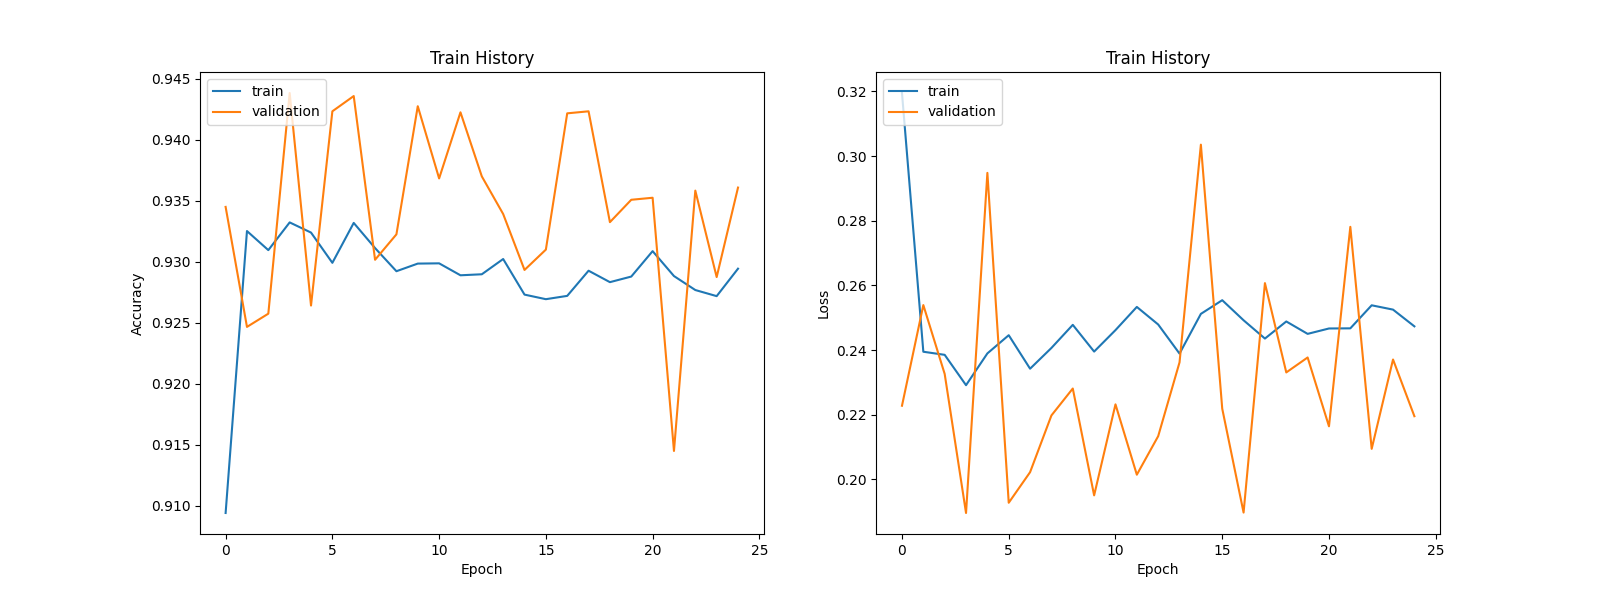 Train History
train
validation
0.945
0.940
0.935
0.930
0.925
0.920
0.915
0.910
Accuracy
0 5 10 15 20 25
Epoch
Train History
train
validation
0.32
0.30
0.28
0.26
0.24
0.22
0.20
Loss
0 5 10 15 20 25
Epoch